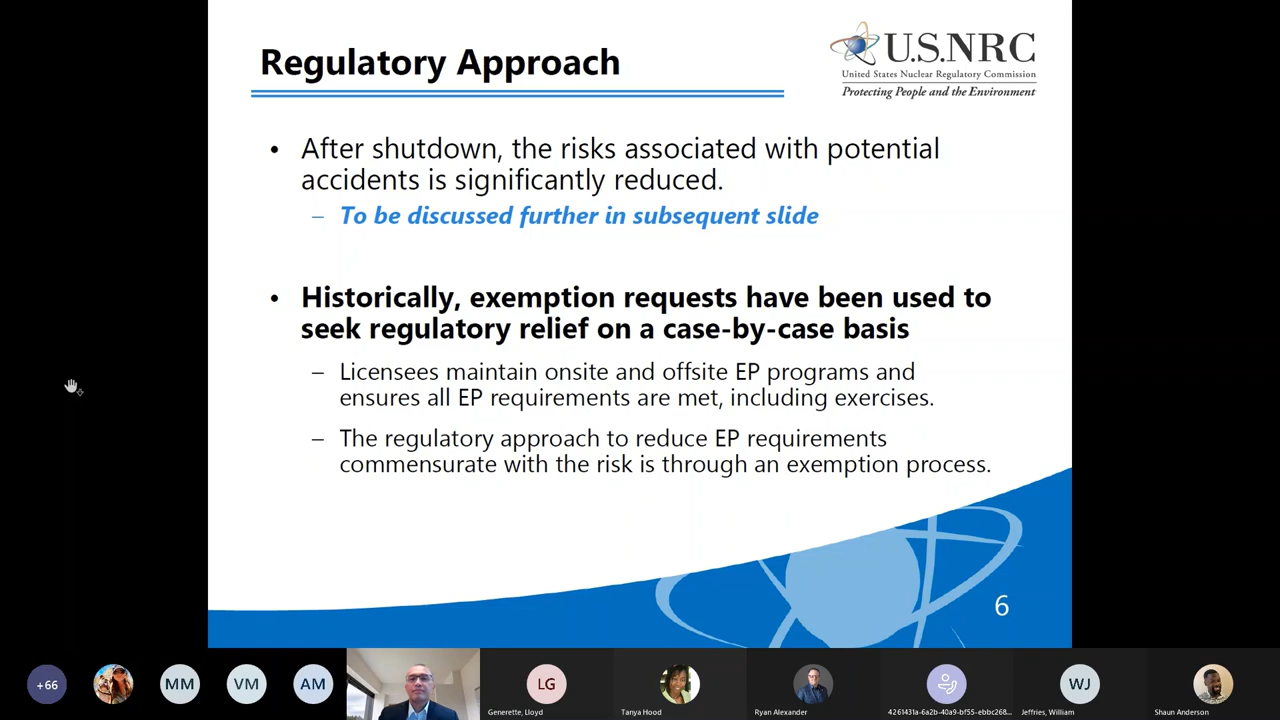 Regulatory Approach
U.S.NRC
United States Nuclear Regulatory Commission
Protecting People and the Environment
• After shutdown, the risks associated with potential
accidents is significantly reduced.
– To be discussed further in subsequent slide
• Historically, exemption requests have been used to
seek regulatory relief on a case-by-case basis
– Licensees maintain onsite and offsite EP programs and
ensures all EP requirements are met, including exercises.
– The regulatory approach to reduce EP requirements
commensurate with the risk is through an exemption process.
6
+66
MM
VM
AM
LG
WJ
Generette, Lloyd
Tanya Hood
Ryan Alexander
4261431a-6a2b-40a9-bf55-ebbc268...
Jeffries, William
Shaun Anderson